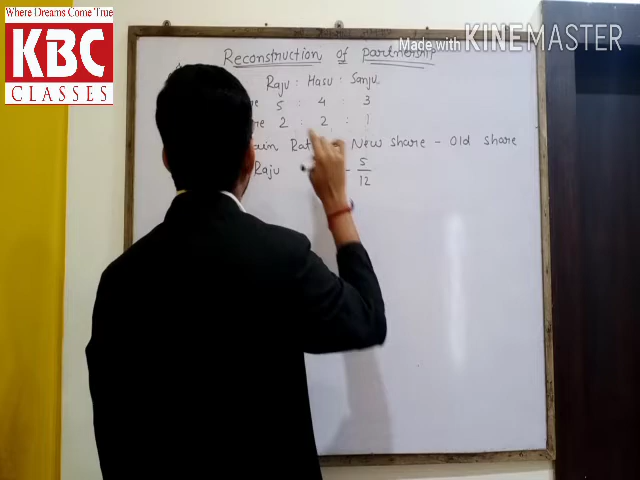 Where Dreams Come True
KBC
CLASSES
Made with KINEMASTER
Reconstruction of partnership
Raju : Hasu : Sanju
5 : 4 : 3
2 : 2 : 1
New share - Old share
Raju - 5/12